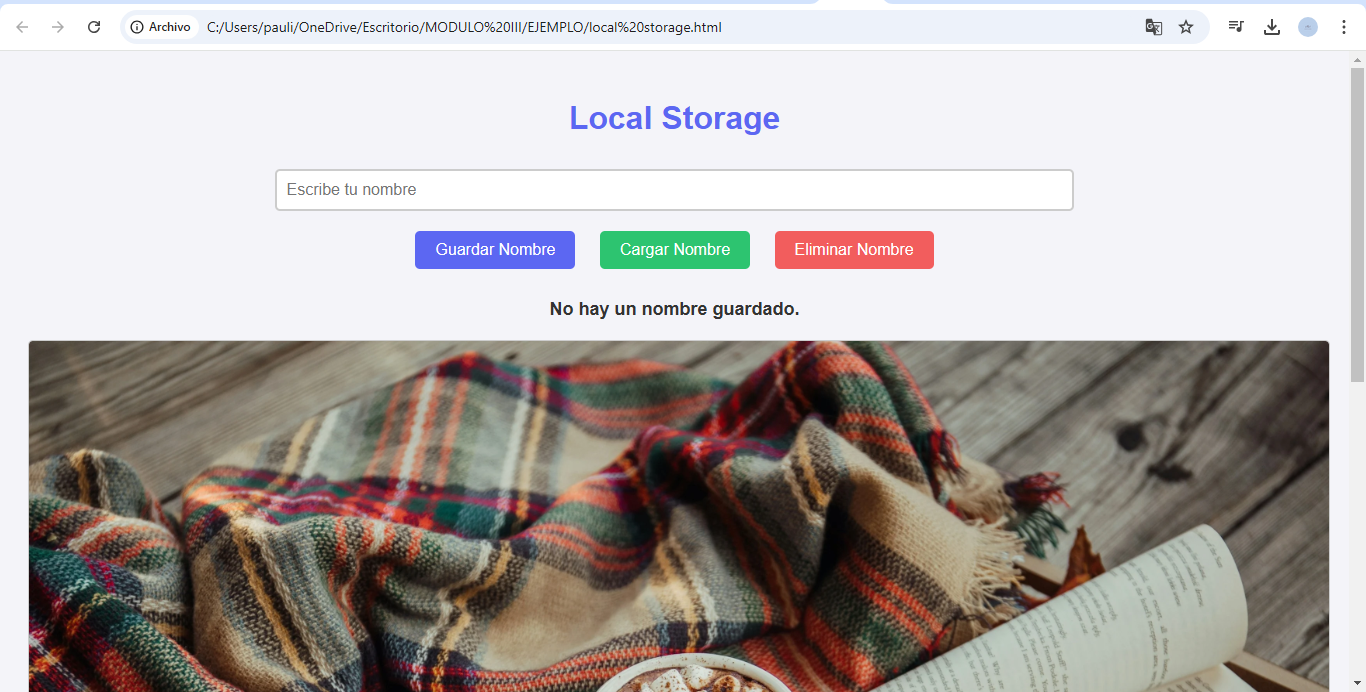 Archivo C:/Users/pauli/OneDrive/Escritorio/MODULO%20III/EJEMPLO/local%20storage.html
Local Storage
Escribe tu nombre
Guardar Nombre Cargar Nombre Eliminar Nombre
No hay un nombre guardado.